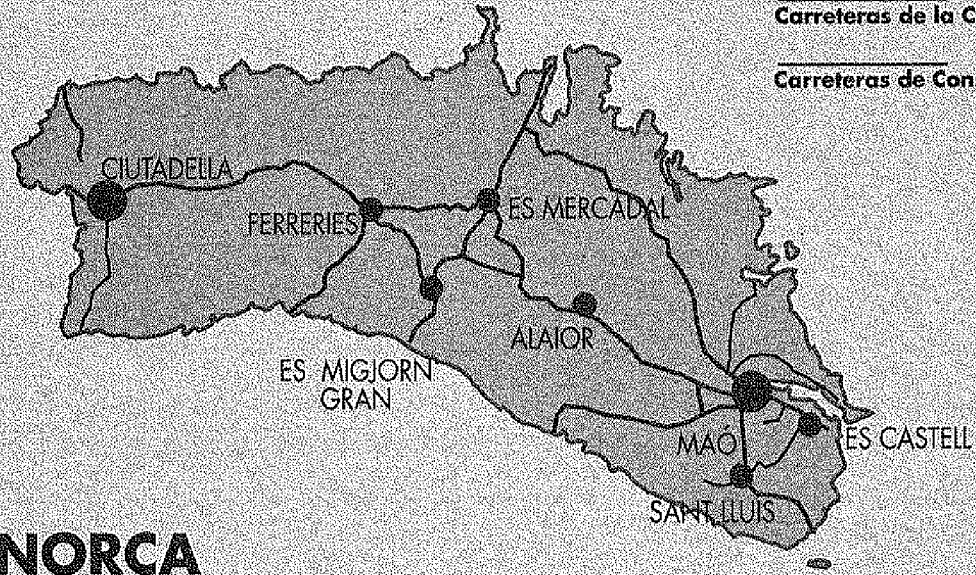 Carreteras de la C
Carreteras de Con
CIUTADELLA
FERRERIES
ES MERCADAL
ALAIOR
ES MIGJORN
GRAN
MAÓ
ES CASTELL
SANT LLUIS
NORCA